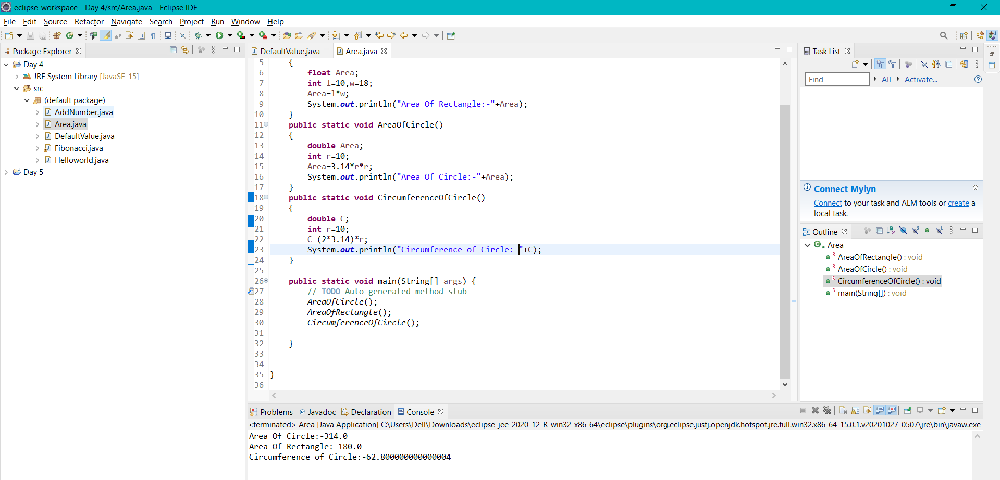 eclipse-workspace - Day 4/src/Area.java - Eclipse IDE
File Edit Source Refactor Navigate Search Project Run Window Help
Package Explorer
Day 4
JRE System Library [JavaSE-15]
src
(default package)
AddNumber.java
Area.java
DefaultValue.java
Fibonacci.java
Helloworld.java
Day 5
DefaultValue.java Area.java
5 {
6 float Area;
7 int l=10,w=18;
8 Area=l*w;
9 System.out.println("Area Of Rectangle:-"+Area);
10 }
11 public static void AreaOfCircle()
12 {
13 double Area;
14 int r=10;
15 Area=3.14*r*r;
16 System.out.println("Area Of Circle:-"+Area);
17 }
18 public static void CircumferenceOfCircle()
19 {
20 double C;
21 int r=10;
22 C=(2*3.14)*r;
23 System.out.println("Circumference of Circle:-"+C);
24 }
25
26 public static void main(String[] args) {
27 // TODO Auto-generated method stub
28 AreaOfCircle();
29 AreaOfRectangle();
30 CircumferenceOfCircle();
31
32 }
33
34
35 }
36
Task List
Find All Activate...
Connect Mylyn
Connect to your task and ALM tools or create a
local task.
Outline
Area
AreaOfRectangle() : void
AreaOfCircle() : void
CircumferenceOfCircle() : void
main(String[]) : void
Problems Javadoc Declaration Console
<terminated> Area [Java Application] C:\Users\Dell\Downloads\eclipse-jee-2020-12-R-win32-x86_64\eclipse\plugins\org.eclipse.justj.openjdk.hotspot.jre.full.win32.x86_64_15.0.1.v20201027-0507\jre\bin\javaw.exe
Area Of Circle:-314.0
Area Of Rectangle:-180.0
Circumference of Circle:-62.800000000000004